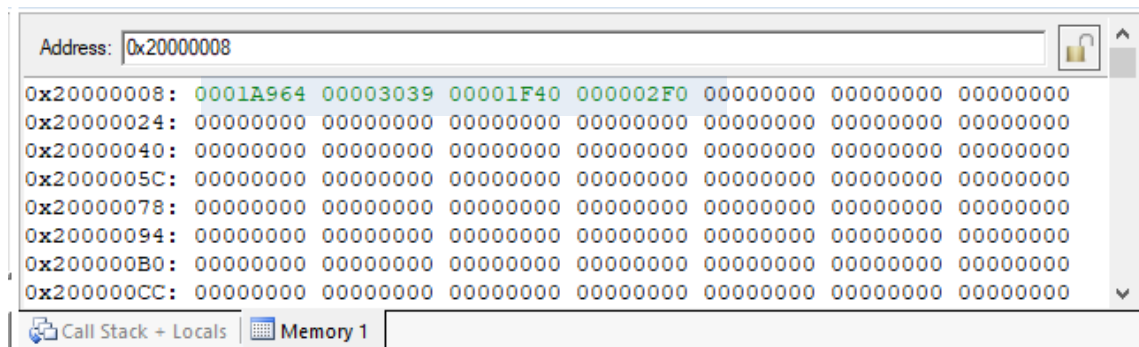 Address: 0x20000008
0x20000008: 0001A964 00003039 00001F40 000002F0 00000000 00000000 00000000
0x20000024: 00000000 00000000 00000000 00000000 00000000 00000000 00000000
0x20000040: 00000000 00000000 00000000 00000000 00000000 00000000 00000000
0x2000005C: 00000000 00000000 00000000 00000000 00000000 00000000 00000000
0x20000078: 00000000 00000000 00000000 00000000 00000000 00000000 00000000
0x20000094: 00000000 00000000 00000000 00000000 00000000 00000000 00000000
0x200000B0: 00000000 00000000 00000000 00000000 00000000 00000000 00000000
0x200000CC: 00000000 00000000 00000000 00000000 00000000 00000000 00000000
Call Stack + Locals Memory 1